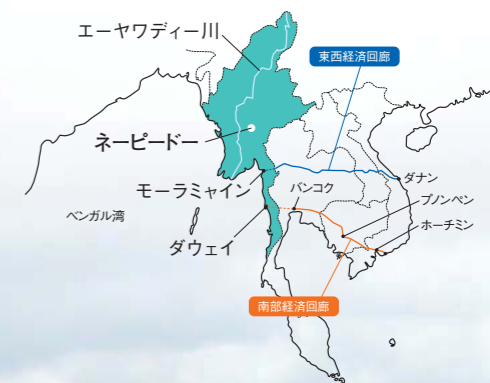 エーヤワディー川
東西経済回廊
ネーピードー
モーラミャイン
バンコク
ダナン
プノンペン
ベンガル湾
ホーチミン
ダウェイ
南部経済回廊